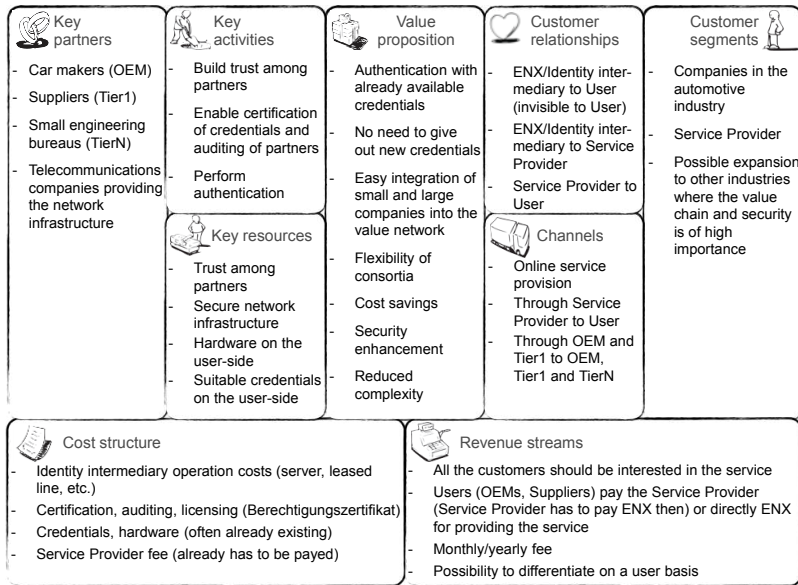 Key
partners
- Car makers (OEM)
- Suppliers (Tier1)
- Small engineering
bureaus (TierN)
- Telecommunications
companies providing
the network
infrastructure
Key
activities
- Build trust among
partners
- Enable certification
of credentials and
auditing of partners
- Perform
authentication
Key resources
- Trust among
partners
- Secure network
infrastructure
- Hardware on the
user-side
- Suitable credentials
on the user-side
Value
proposition
- Authentication with
already available
credentials
- No need to give
out new credentials
- Easy integration of
small and large
companies into the
value network
- Flexibility of
consortia
- Cost savings
- Security
enhancement
- Reduced
complexity
Customer
relationships
- ENX/Identity inter-
mediary to User
(invisible to User)
- ENX/Identity inter-
mediary to Service
Provider
- Service Provider to
User
Channels
- Online service
provision
- Through Service
Provider to User
- Through OEM and
Tier1 to OEM,
Tier1 and TierN
Customer
segments
- Companies in the
automotive
industry
- Service Provider
- Possible expansion
to other industries
where the value
chain and security
is of high
importance
Cost structure
- Identity intermediary operation costs (server, leased
line, etc.)
- Certification, auditing, licensing (Berechtigungszertifikat)
- Credentials, hardware (often already existing)
- Service Provider fee (already has to be payed)
Revenue streams
- All the customers should be interested in the service
- Users (OEMs, Suppliers) pay the Service Provider
(Service Provider has to pay ENX then) or directly ENX
for providing the service
- Monthly/yearly fee
- Possibility to differentiate on a user basis